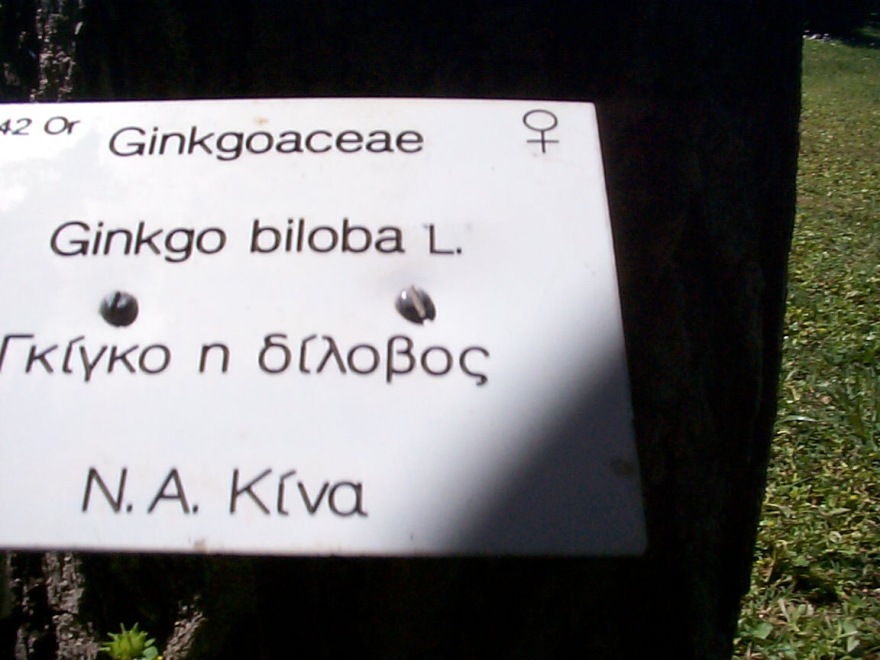 42 Or Ginkgoaceae ♀
Ginkgo biloba L.
Γκίγκο η δίλοβος
Ν. Α. Κίνα